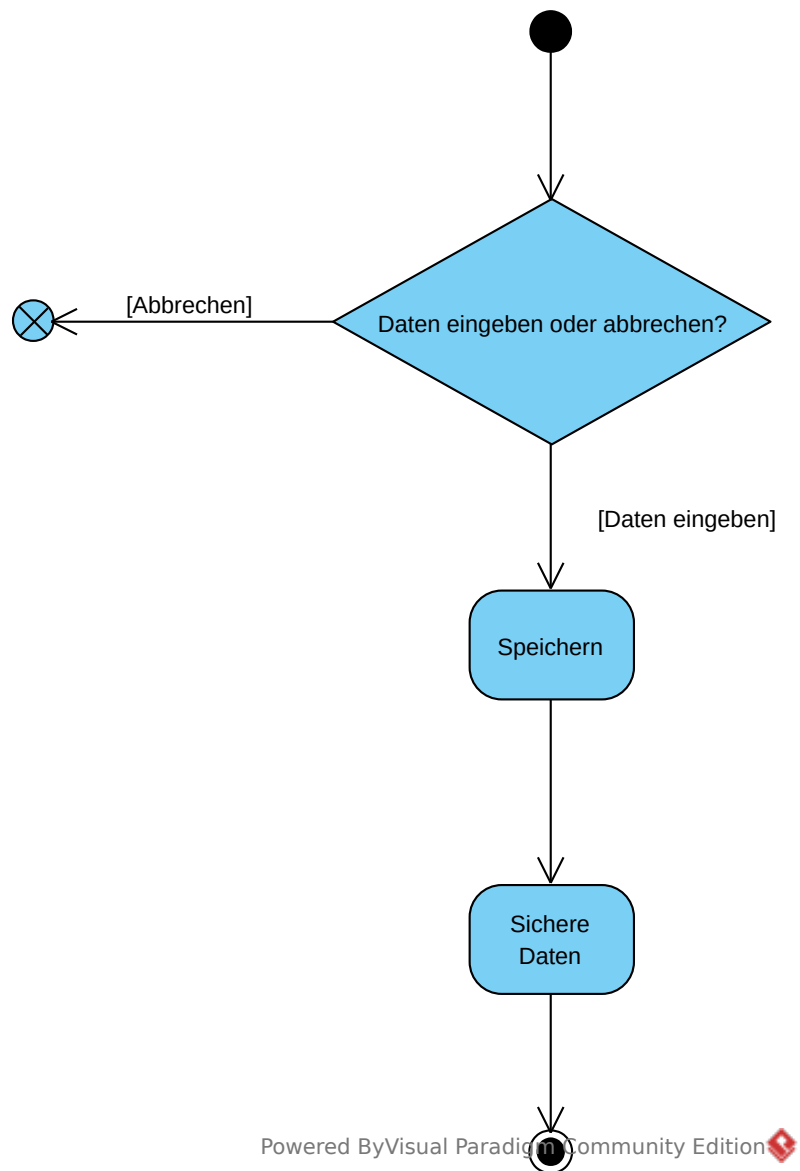 Daten eingeben oder abbrechen?
[Abbrechen]
[Daten eingeben]
Speichern
Sichere
Daten
Powered ByVisual Paradigm Community Edition